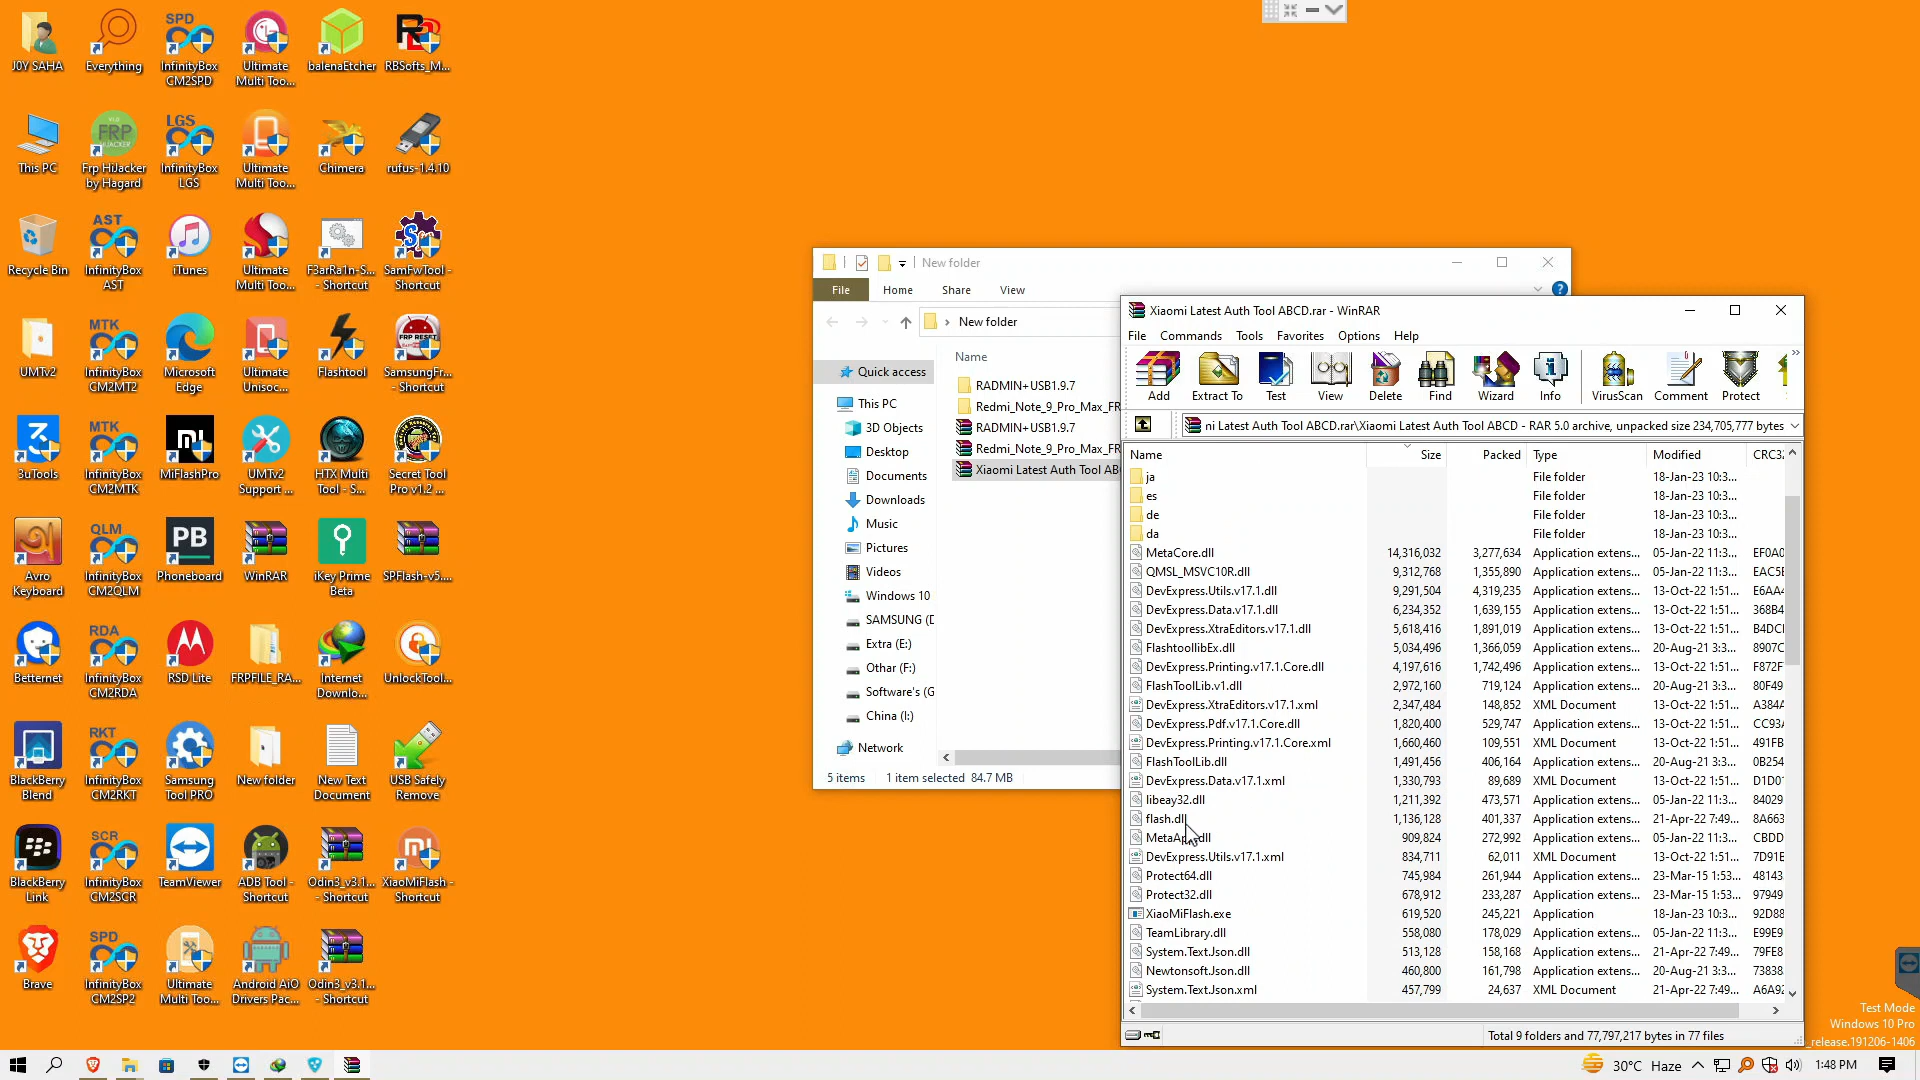 J0Y SAHA
Everything
SPD
InfinityBox
CM2SPD
Ultimate
Multi Too...
balenaEtcher
RBSofts_M...
This PC
V1.0
FRP
HIJACKER
Frp HiJacker
by Hagard
LGS
InfinityBox
LGS
Ultimate
Multi Too...
Chimera
rufus-1.4.10
Recycle Bin
AST
InfinityBox
AST
iTunes
Ultimate
Multi Too...
F3arRa1n-S...
- Shortcut
SamFwTool -
Shortcut
UMTv2
MTK
InfinityBox
CM2MT2
Microsoft
Edge
Ultimate
Unisoc...
Flashtool
FRP RESET
SamsungFr...
- Shortcut
3uTools
MTK
InfinityBox
CM2MTK
MiFlashPro
UMTv2
Support ...
HTX Multi
Tool - S...
Secret Tool
Pro v1.2 ...
Avro
Keyboard
QLM
InfinityBox
CM2QLM
PB
Phoneboard
WinRAR
iKey Prime
Beta
SPFlash-v5....
Betternet
RDA
InfinityBox
CM2RDA
RSD Lite
FRPFILE_RA...
Internet
Downlo...
UnlockTool...
BlackBerry
Blend
RKT
InfinityBox
CM2RKT
Samsung
Tool PRO
New folder
New Text
Document
USB Safely
Remove
BlackBerry
Link
SCR
InfinityBox
CM2SCR
TeamViewer
ADB Tool -
Shortcut
Odin3_v3.1...
- Shortcut
XiaoMiFlash -
Shortcut
Brave
SPD
InfinityBox
CM2SP2
Ultimate
Multi Too...
Android AiO
Drivers Pac...
Odin3_v3.1...
- Shortcut
New folder
File Home Share View
New folder
Name
Quick access
This PC
3D Objects
Desktop
Documents
Downloads
Music
Pictures
Videos
Windows 10
SAMSUNG (D
Extra (E:)
Othar (F:)
Software's (G
China (I:)
Network
RADMIN+USB1.9.7
Redmi_Note_9_Pro_Max_FR
RADMIN+USB1.9.7
Redmi_Note_9_Pro_Max_FR
Xiaomi Latest Auth Tool ABC
5 items 1 item selected 84.7 MB
Xiaomi Latest Auth Tool ABCD.rar - WinRAR
File Commands Tools Favorites Options Help
Add Extract To Test View Delete Find Wizard Info VirusScan Comment Protect
ni Latest Auth Tool ABCD.rar\Xiaomi Latest Auth Tool ABCD - RAR 5.0 archive, unpacked size 234,705,777 bytes
Name Size Packed Type Modified CRC32
ja File folder 18-Jan-23 10:3...
es File folder 18-Jan-23 10:3...
de File folder 18-Jan-23 10:3...
da File folder 18-Jan-23 10:3...
MetaCore.dll 14,316,032 3,277,634 Application extens... 05-Jan-22 11:3... EF0A0
QMSL_MSVC10R.dll 9,312,768 1,355,890 Application extens... 05-Jan-22 11:3... EAC5E
DevExpress.Utils.v17.1.dll 9,291,504 4,319,235 Application extens... 13-Oct-22 1:51... E6AA4
DevExpress.Data.v17.1.dll 6,234,352 1,639,155 Application extens... 13-Oct-22 1:51... 368B4
DevExpress.XtraEditors.v17.1.dll 5,618,416 1,891,019 Application extens... 13-Oct-22 1:51... B4DCI
FlashtoollibEx.dll 5,034,496 1,366,059 Application extens... 20-Aug-21 3:3... 8907C
DevExpress.Printing.v17.1.Core.dll 4,197,616 1,742,496 Application extens... 13-Oct-22 1:51... F872F
FlashToolLib.v1.dll 2,972,160 719,124 Application extens... 20-Aug-21 3:3... 80F49
DevExpress.XtraEditors.v17.1.xml 2,347,484 148,852 XML Document 13-Oct-22 1:51... A384A
DevExpress.Pdf.v17.1.Core.dll 1,820,400 529,747 Application extens... 13-Oct-22 1:51... CC93A
DevExpress.Printing.v17.1.Core.xml 1,660,460 109,551 XML Document 13-Oct-22 1:51... 491FB
FlashToolLib.dll 1,491,456 406,164 Application extens... 20-Aug-21 3:3... 0B254
DevExpress.Data.v17.1.xml 1,330,793 89,689 XML Document 13-Oct-22 1:51... D1D01
libeay32.dll 1,211,392 473,571 Application extens... 05-Jan-22 11:3... 84029
flash.dll 1,136,128 401,337 Application extens... 21-Apr-22 7:49... 8A663
MetaApp.dll 909,824 272,992 Application extens... 05-Jan-22 11:3... CBDD
DevExpress.Utils.v17.1.xml 834,711 62,011 XML Document 13-Oct-22 1:51... 7D91E
Protect64.dll 745,984 261,944 Application extens... 23-Mar-15 1:53... 48143
Protect32.dll 678,912 233,287 Application extens... 23-Mar-15 1:53... 97949
XiaoMiFlash.exe 619,520 245,221 Application 18-Jan-23 10:3... 92D88
TeamLibrary.dll 558,080 178,029 Application extens... 05-Jan-22 11:3... E99E9
System.Text.Json.dll 513,128 158,168 Application extens... 21-Apr-22 7:49... 79FE8
Newtonsoft.Json.dll 460,800 161,798 Application extens... 20-Aug-21 3:3... 73838
System.Text.Json.xml 457,799 24,637 XML Document 21-Apr-22 7:49... A6A92
Total 9 folders and 77,797,217 bytes in 77 files
Test Mode
Windows 10 Pro
_release.191206-1406
30°C Haze 1:48 PM